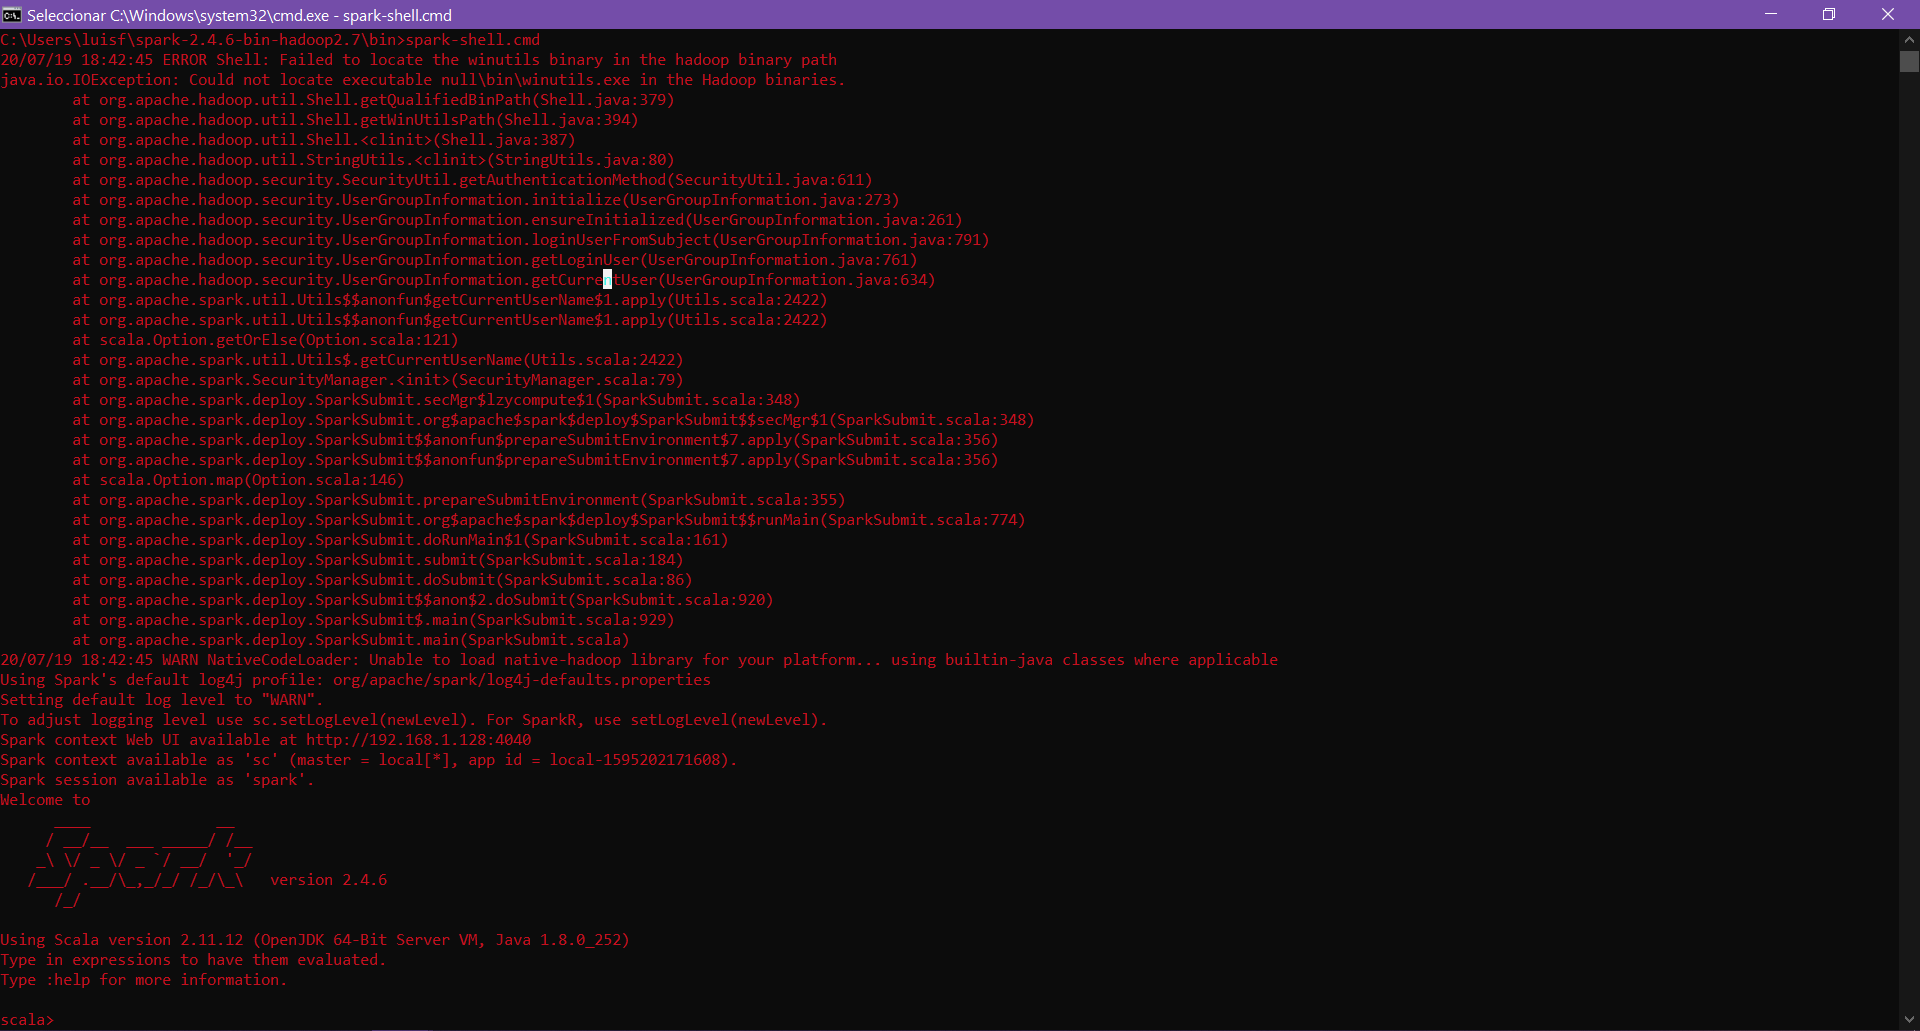 Seleccionar C:\Windows\system32\cmd.exe - spark-shell.cmd
C:\Users\luisf\spark-2.4.6-bin-hadoop2.7\bin>spark-shell.cmd
20/07/19 18:42:45 ERROR Shell: Failed to locate the winutils binary in the hadoop binary path
java.io.IOException: Could not locate executable null\bin\winutils.exe in the Hadoop binaries.
        at org.apache.hadoop.util.Shell.getQualifiedBinPath(Shell.java:379)
        at org.apache.hadoop.util.Shell.getWinUtilsPath(Shell.java:394)
        at org.apache.hadoop.util.Shell.<clinit>(Shell.java:387)
        at org.apache.hadoop.util.StringUtils.<clinit>(StringUtils.java:80)
        at org.apache.hadoop.security.SecurityUtil.getAuthenticationMethod(SecurityUtil.java:611)
        at org.apache.hadoop.security.UserGroupInformation.initialize(UserGroupInformation.java:273)
        at org.apache.hadoop.security.UserGroupInformation.ensureInitialized(UserGroupInformation.java:261)
        at org.apache.hadoop.security.UserGroupInformation.loginUserFromSubject(UserGroupInformation.java:791)
        at org.apache.hadoop.security.UserGroupInformation.getLoginUser(UserGroupInformation.java:761)
        at org.apache.hadoop.security.UserGroupInformation.getCurrentUser(UserGroupInformation.java:634)
        at org.apache.spark.util.Utils$$anonfun$getCurrentUserName$1.apply(Utils.scala:2422)
        at org.apache.spark.util.Utils$$anonfun$getCurrentUserName$1.apply(Utils.scala:2422)
        at scala.Option.getOrElse(Option.scala:121)
        at org.apache.spark.util.Utils$.getCurrentUserName(Utils.scala:2422)
        at org.apache.spark.SecurityManager.<init>(SecurityManager.scala:79)
        at org.apache.spark.deploy.SparkSubmit.secMgr$lzycompute$1(SparkSubmit.scala:348)
        at org.apache.spark.deploy.SparkSubmit.org$apache$spark$deploy$SparkSubmit$$secMgr$1(SparkSubmit.scala:348)
        at org.apache.spark.deploy.SparkSubmit$$anonfun$prepareSubmitEnvironment$7.apply(SparkSubmit.scala:356)
        at org.apache.spark.deploy.SparkSubmit$$anonfun$prepareSubmitEnvironment$7.apply(SparkSubmit.scala:356)
        at scala.Option.map(Option.scala:146)
        at org.apache.spark.deploy.SparkSubmit.prepareSubmitEnvironment(SparkSubmit.scala:355)
        at org.apache.spark.deploy.SparkSubmit.org$apache$spark$deploy$SparkSubmit$$runMain(SparkSubmit.scala:774)
        at org.apache.spark.deploy.SparkSubmit.doRunMain$1(SparkSubmit.scala:161)
        at org.apache.spark.deploy.SparkSubmit.submit(SparkSubmit.scala:184)
        at org.apache.spark.deploy.SparkSubmit.doSubmit(SparkSubmit.scala:86)
        at org.apache.spark.deploy.SparkSubmit$$anon$2.doSubmit(SparkSubmit.scala:920)
        at org.apache.spark.deploy.SparkSubmit$.main(SparkSubmit.scala:929)
        at org.apache.spark.deploy.SparkSubmit.main(SparkSubmit.scala)
20/07/19 18:42:45 WARN NativeCodeLoader: Unable to load native-hadoop library for your platform... using builtin-java classes where applicable
Using Spark's default log4j profile: org/apache/spark/log4j-defaults.properties
Setting default log level to "WARN".
To adjust logging level use sc.setLogLevel(newLevel). For SparkR, use setLogLevel(newLevel).
Spark context Web UI available at http://192.168.1.128:4040
Spark context available as 'sc' (master = local[*], app id = local-1595202171608).
Spark session available as 'spark'.
Welcome to
      ____              __
     / __/__  ___ _____/ /__
    _\ \/ _ \/ _ `/ __/  '_/
   /___/ .__/\_,_/_/ /_/\_\   version 2.4.6
      /_/
Using Scala version 2.11.12 (OpenJDK 64-Bit Server VM, Java 1.8.0_252)
Type in expressions to have them evaluated.
Type :help for more information.
scala>